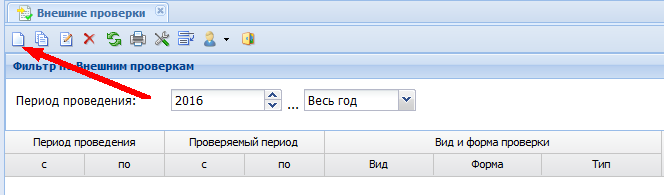 Внешние проверки
Фильтр по Внешним проверкам
Период проведения: 2016 ... Весь год
Период проведения Проверяемый период Вид и форма проверки
с по с по Вид Форма Тип